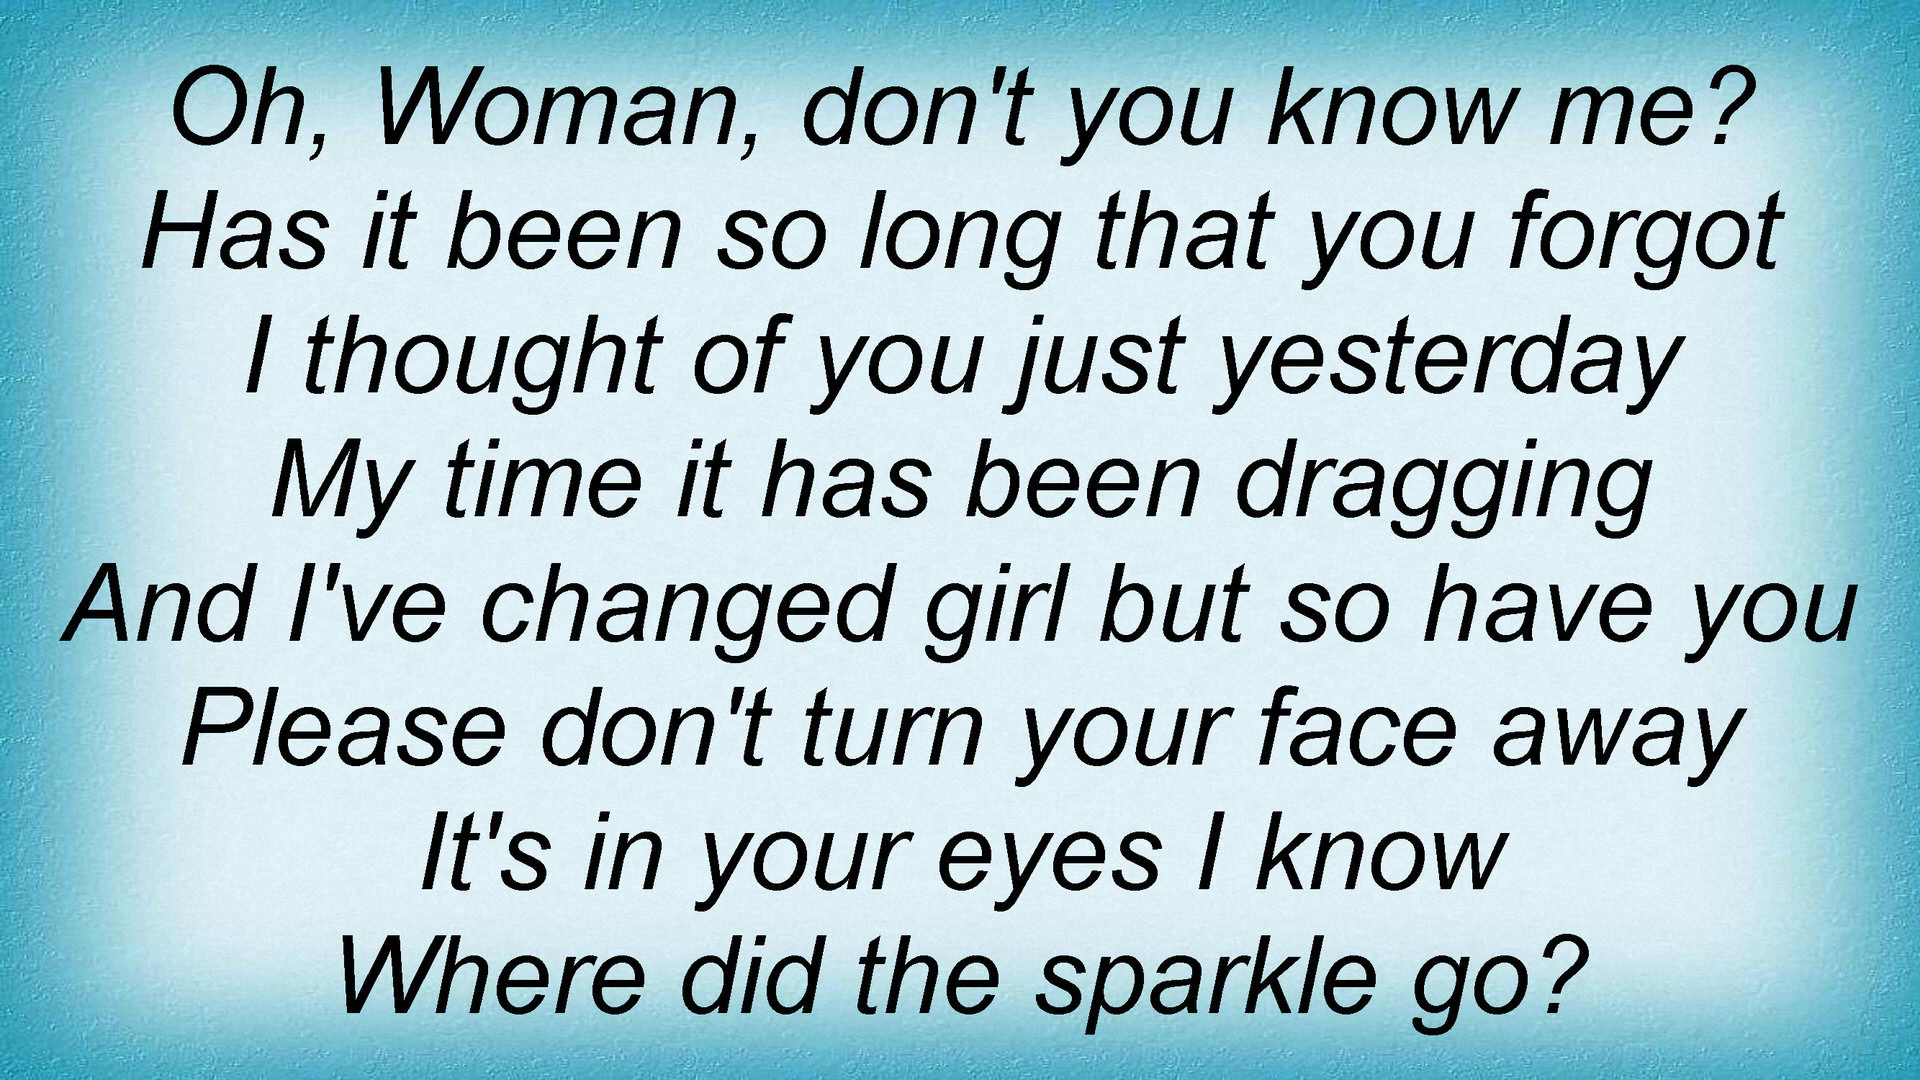 Oh, Woman, don't you know me?
Has it been so long that you forgot
I thought of you just yesterday
My time it has been dragging
And I've changed girl but so have you
Please don't turn your face away
It's in your eyes I know
Where did the sparkle go?